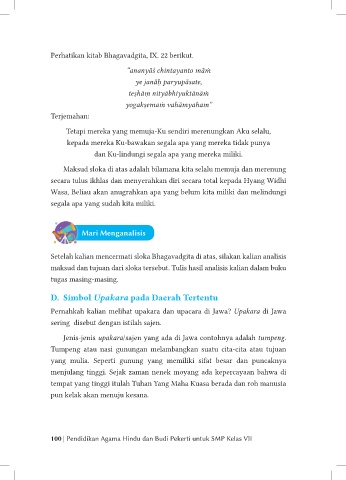 Perhatikan kitab Bhagavadgita, IX. 22 berikut.
"ananyāś chintayanto māṁ
ye janāḥ paryupāsate,
teṣhāṃ nityābhiyuktānāṁ
yogakṣemaṁ vahāmyaham"
Terjemahan:
Tetapi mereka yang memuja-Ku sendiri merenungkan Aku selalu,
kepada mereka Ku-bawakan segala apa yang mereka tidak punya
dan Ku-lindungi segala apa yang mereka miliki.
Maksud sloka di atas adalah bilamana kita selalu memuja dan merenung
secara tulus ikhlas dan menyerahkan diri secara total kepada Hyang Widhi
Wasa, Beliau akan anugrahkan apa yang belum kita miliki dan melindungi
segala apa yang sudah kita miliki.
Mari Menganalisis
Setelah kalian mencermati sloka Bhagavadgita di atas, silakan kalian analisis
maksud dan tujuan dari sloka tersebut. Tulis hasil analisis kalian dalam buku
tugas masing-masing.
D. Simbol Upakara pada Daerah Tertentu
Pernahkah kalian melihat upakara dan upacara di Jawa? Upakara di Jawa
sering disebut dengan istilah sajen.
Jenis-jenis upakara/sajen yang ada di Jawa contohnya adalah tumpeng.
Tumpeng atau nasi gunungan melambangkan suatu cita-cita atau tujuan
yang mulia. Seperti gunung yang memiliki sifat besar dan puncaknya
menjulang tinggi. Sejak zaman nenek moyang ada kepercayaan bahwa di
tempat yang tinggi itulah Tuhan Yang Maha Kuasa berada dan roh manusia
pun kelak akan menuju kesana.
100 | Pendidikan Agama Hindu dan Budi Pekerti untuk SMP Kelas VII